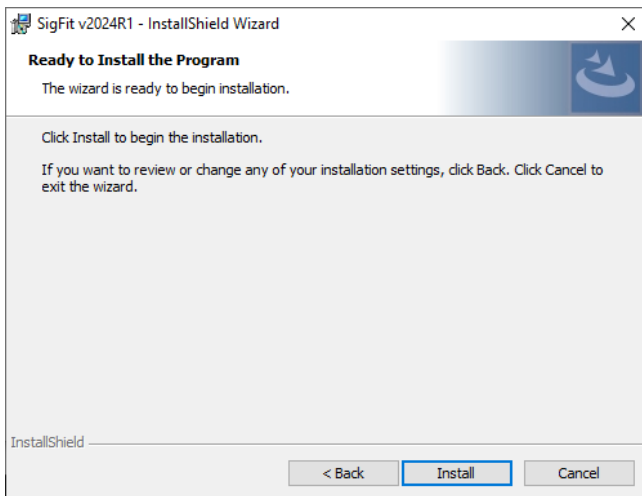 SigFit v2024R1 - InstallShield Wizard
Ready to Install the Program
The wizard is ready to begin installation.
Click Install to begin the installation.
If you want to review or change any of your installation settings, click Back. Click Cancel to
exit the wizard.
InstallShield
< Back
Install
Cancel